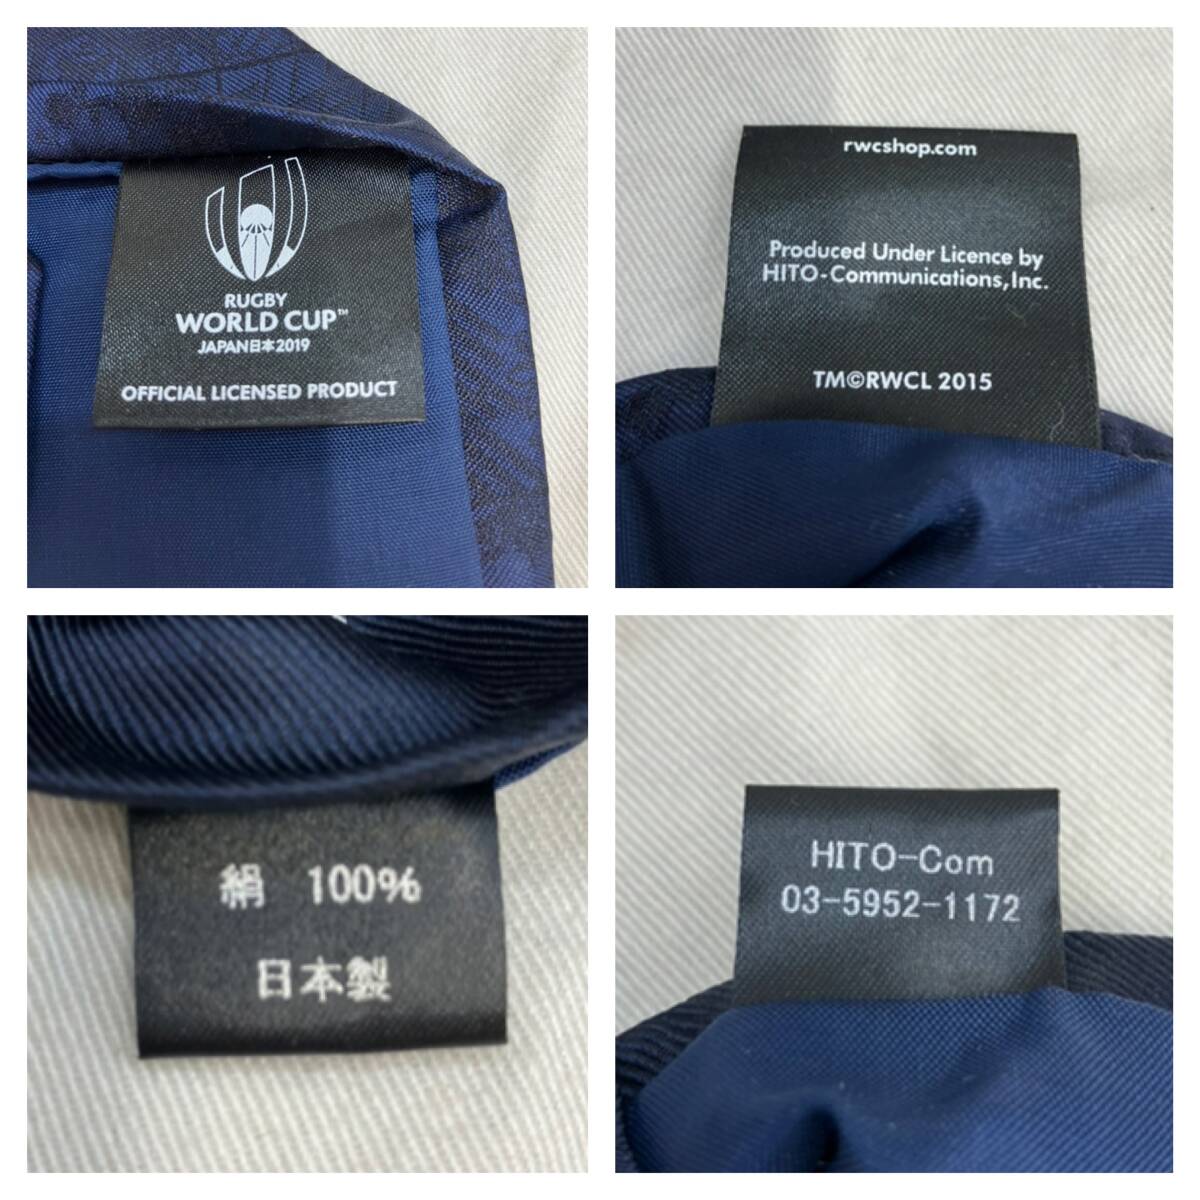 RUGBY
WORLD CUP™
JAPAN日本2019
OFFICIAL LICENSED PRODUCT
rwcshop.com
Produced Under Licence by
HITO-Communications,Inc.
TM©RWCL 2015
絹 100%
日本製
HITO-Com
03-5952-1172